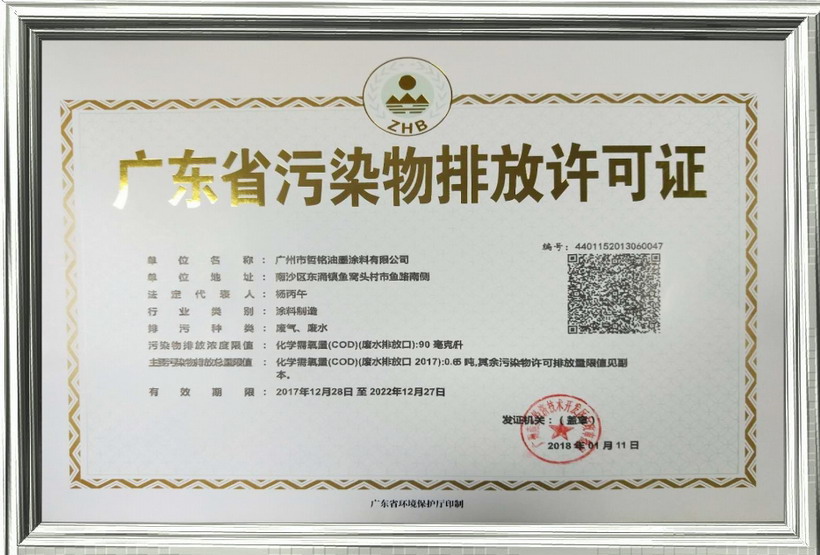 ZHB
广东省污染物排放许可证
编号：4401152013060047
单位名称：广州市哲铭油墨涂料有限公司
单位地址：南沙区东涌镇鱼窝头村市鱼路南侧
法定代表人：杨丙午
行业类别：涂料制造
排污种类：废气、废水
污染物排放浓度限值：化学需氧量(COD)(废水排放口):90 毫克/升
主要污染物排放总量限值：化学需氧量(COD)(废水排放口 2017):0.65 吨,其余污染物许可排放量限值见副
本。
有效期限：2017年12月28日 至 2022年12月27日
发证机关：（盖章）
2018 年 01 月 11 日
广东省环境保护厅印制